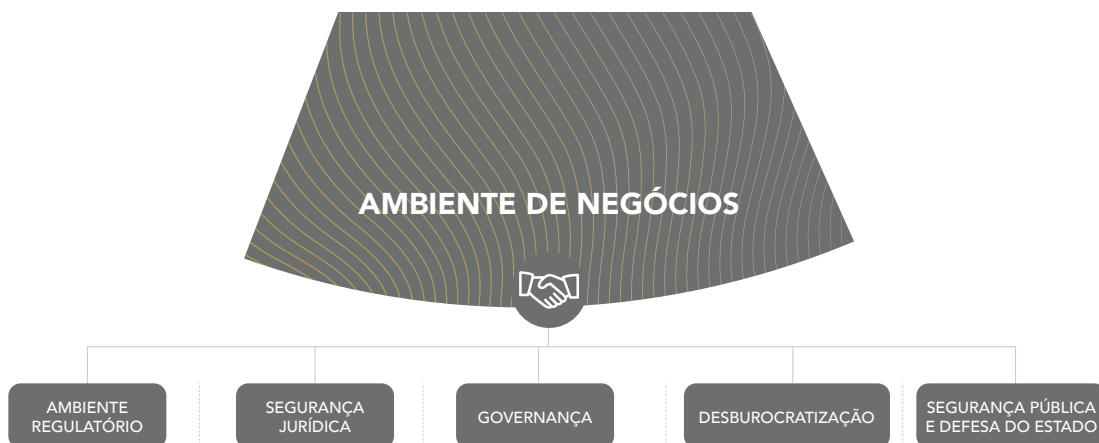 AMBIENTE DE NEGÓCIOS
AMBIENTE
REGULATÓRIO
SEGURANÇA
JURÍDICA
GOVERNANÇA
DESBUROCRATIZAÇÃO
SEGURANÇA PÚBLICA
E DEFESA DO ESTADO